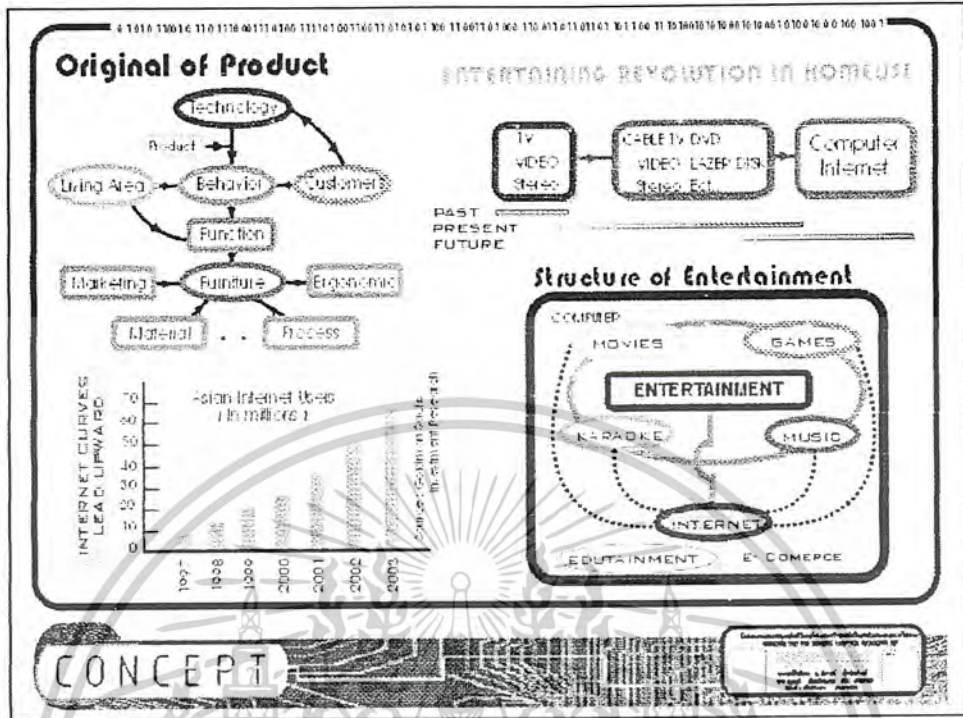 Original of Product
Technology
Product
Living Area
Behavior
Customers
Function
Marketing
Furniture
Ergonomic
Material
. .
Process
ENTERTAINING REVOLUTION IN HOMEUSE
TV
VIDEO
Stereo
CABLE TV DVD
VIDEO LAZER DISK
Stereo Ect.
Computer
Internet
PAST
PRESENT
FUTURE
Structure of Entertainment
COMPUTER
MOVIES
GAMES
ENTERTAINMENT
KARAOKE
MUSIC
INTERNET
EDUTAINMENT
E-COMERCE
INTERNET CURVES
LEAD UPWARD
Asian Internet Users
(In millions)
70
60
50
40
30
20
10
0
1997
1998
1999
2000
2001
2002
2003
Investment Research
CONCEPT